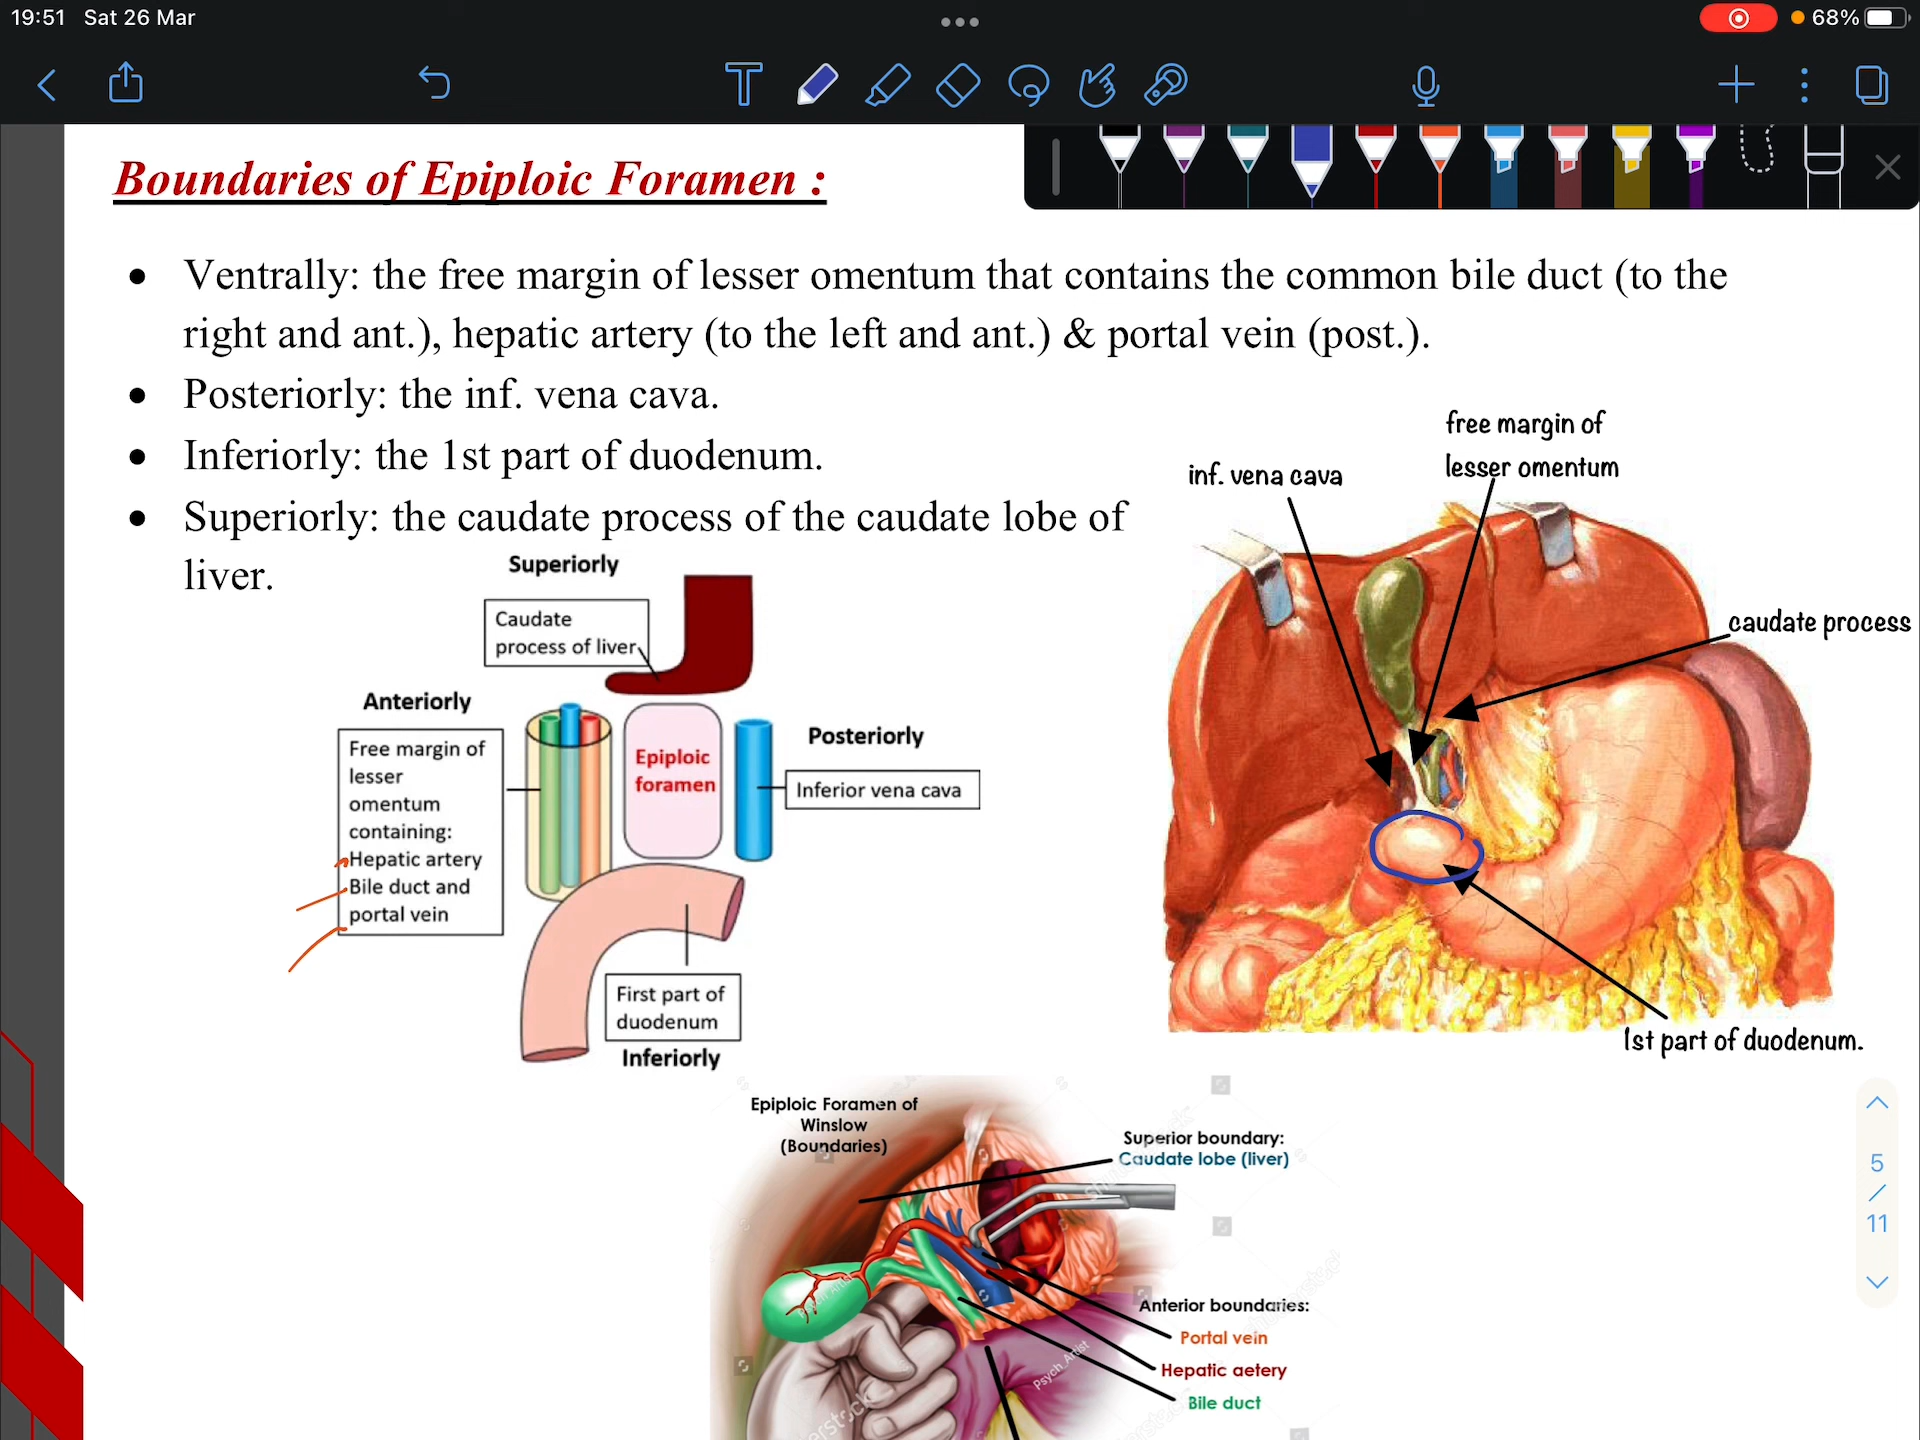 19:51 Sat 26 Mar
68%
Boundaries of Epiploic Foramen :
• Ventrally: the free margin of lesser omentum that contains the common bile duct (to the
right and ant.), hepatic artery (to the left and ant.) & portal vein (post.).
• Posteriorly: the inf. vena cava.
• Inferiorly: the 1st part of duodenum.
• Superiorly: the caudate process of the caudate lobe of
liver.
Superiorly
Caudate
process of liver
Anteriorly
Free margin of
lesser
omentum
containing:
Hepatic artery
Bile duct and
portal vein
Epiploic
foramen
Posteriorly
Inferior vena cava
First part of
duodenum
Inferiorly
free margin of
lesser omentum
inf. vena cava
caudate process
1st part of duodenum.
Epiploic Foramen of
Winslow
(Boundaries)
Superior boundary:
Caudate lobe (liver)
Anterior boundaries:
Portal vein
Hepatic aetery
Bile duct
Psych_Artist
5
/
11